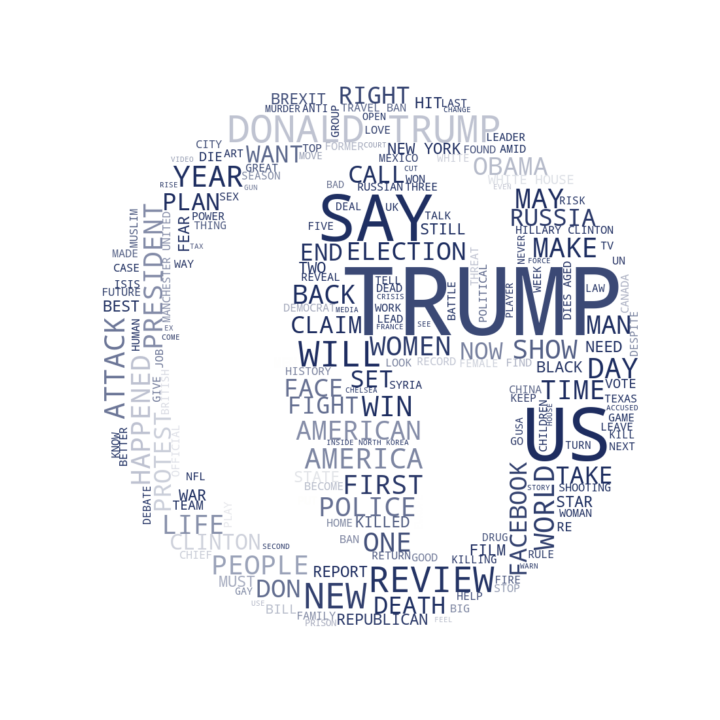 RIGHT
BREXIT
HIT
LAST
CHANGE
MURDER
ANTI
GROUP
TRAVEL
BAN
OPEN
DONALD TRUMP
LOVE
LEADER
CITY
FORMER
COURT
NEW YORK
FOUND
AMID
VIDEO
DIE
ART
WANT
TOP
MOVE
MEXICO
WHITE
OBAMA
YEAR
GREAT
SEASON
CALL
CUT
WON
WHITE HOUSE
RISE
GUN
BAD
RUSSIAN
THREE
EVEN
PLAN
SEX
SAY
DEAL
UK
MAY
RISK
MUSLIM
PRESIDENT
POWER
THING
TALK
RUSSIA
FEAR
FIVE
STILL
HILLARY CLINTON
MANCHESTER UNITED
TAX
END
ELECTION
THREAT
NEVER
MAKE
TV
MADE
WAY
TWO
REVEAL
TRUMP
FORCE
UN
CASE
TELL
POLITICAL
WEEK
DIES AGED
CANADA
ISIS
FUTURE
BACK
DEAD
CRISIS
BATTLE
PLAYER
LAW
BEST
DEMOCRAT
MEDIA
WORK
ATTACK
HUMAN
EX
CLAIM
LEAD
FRANCE
SEE
MAN
DESPITE
COME
WILL
WOMEN
NOW
SHOW
NEED
JOB
LOOK
RECORD
FEMALE
FIND
BLACK
DAY
HAPPENED
GIVE
BRITISH
HISTORY
FACE
SET
CHELSEA
SYRIA
CHINA
KEEP
TIME
VOTE
TEXAS
FIGHT
WIN
CHILDREN
HOUSE
ACCUSED
GAME
PROTEST
OFFICIAL
AMERICAN
USA
US
LEAVE
KILL
KNOW
BETTER
INSIDE NORTH KOREA
GO
TURN
NEXT
AMERICA
NFL
STATE
BECOME
FIRST
FACEBOOK
WORLD
TAKE
STORY
SHOOTING
DEBATE
WAR
TEAM
POLICE
STAR
WOMAN
LIFE
PLAY
HOME
KILLED
RE
CLINTON
SECOND
BAN
ONE
DRUG
FILM
CHIEF
RETURN
GOOD
KILLING
RULE
PEOPLE
REPORT
REVIEW
WARN
MUST
GAY
DON
NEW
FIRE
STOP
USE
BILL
DEATH
HELP
BIG
FAMILY
PRISON
REPUBLICAN
FEEL